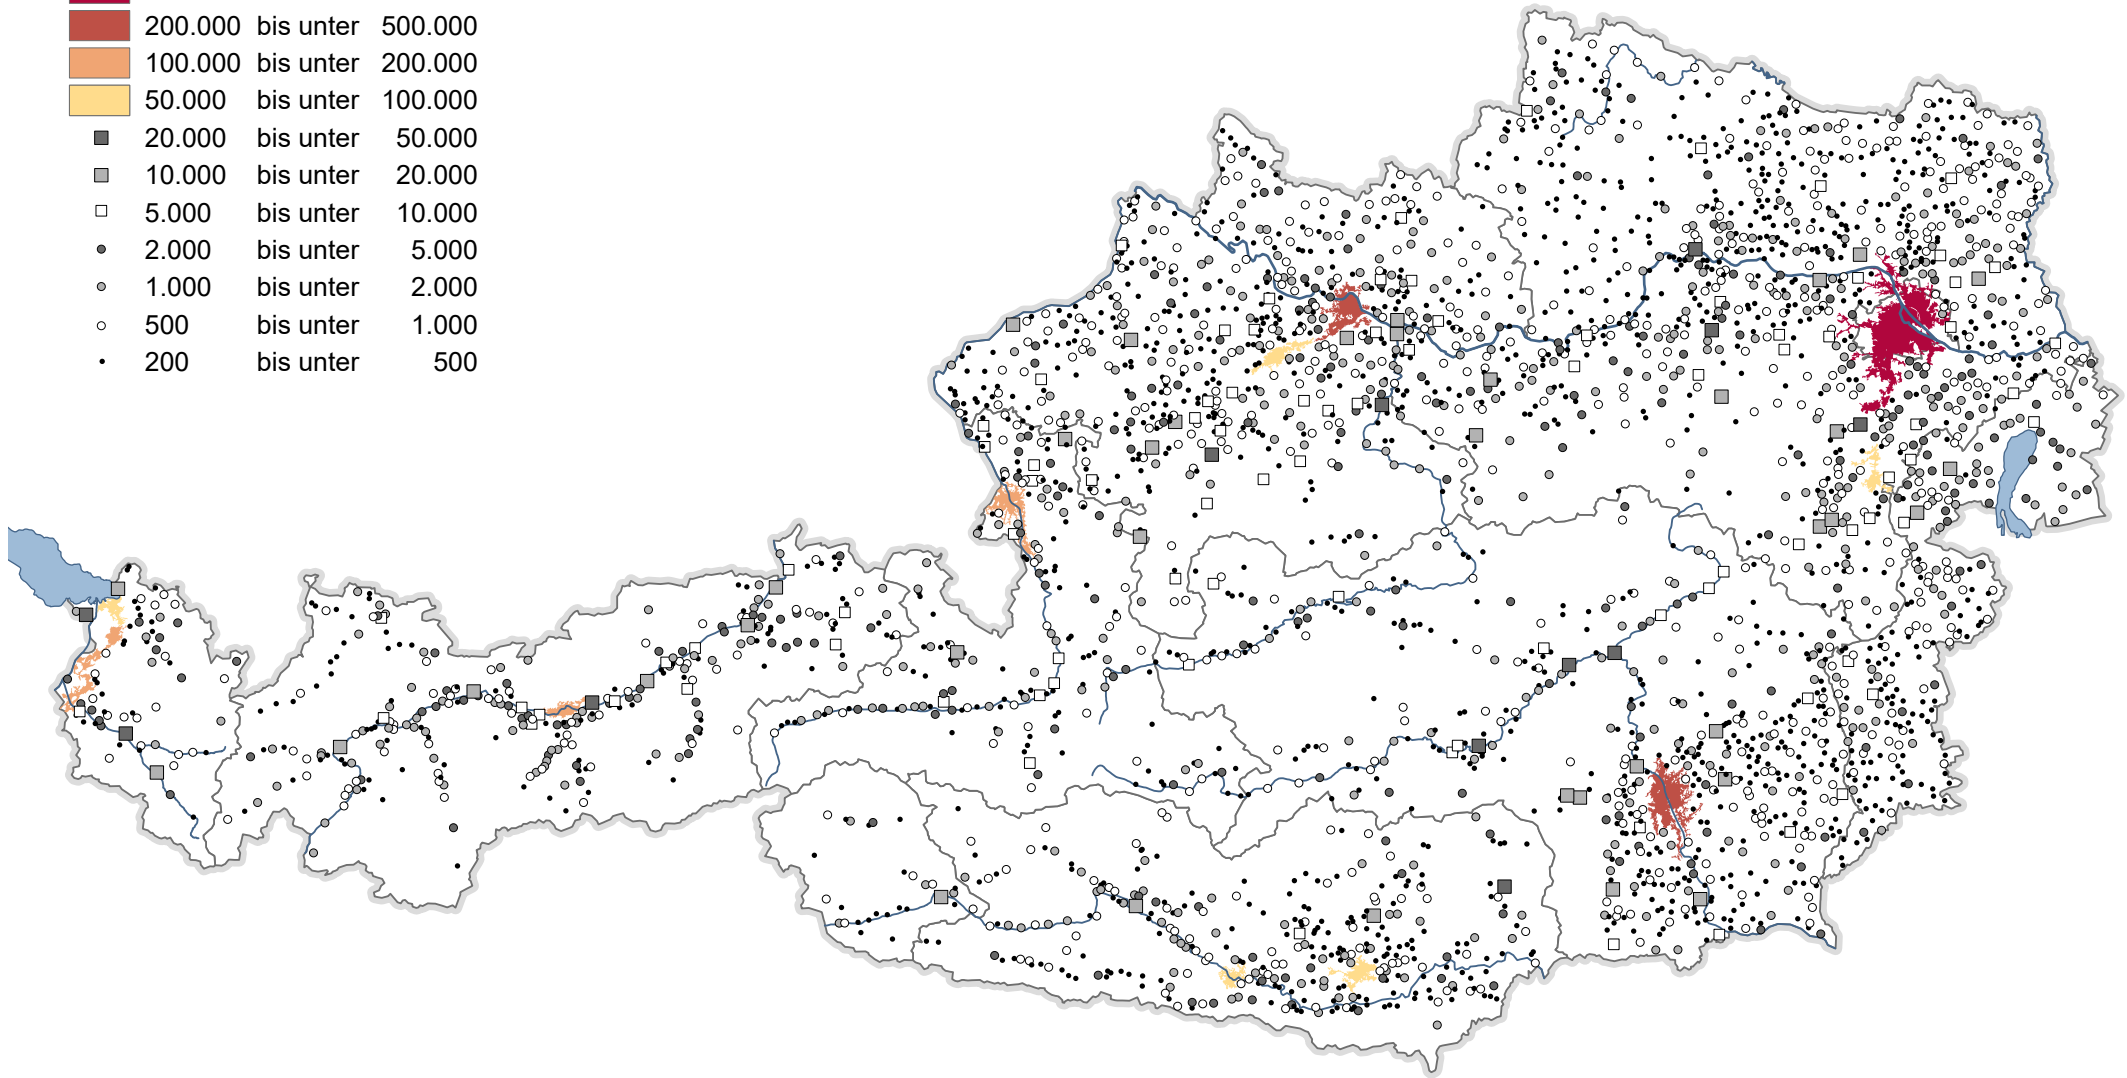 200.000 bis unter 500.000
100.000 bis unter 200.000
50.000 bis unter 100.000
20.000 bis unter 50.000
10.000 bis unter 20.000
5.000 bis unter 10.000
2.000 bis unter 5.000
1.000 bis unter 2.000
500 bis unter 1.000
200 bis unter 500